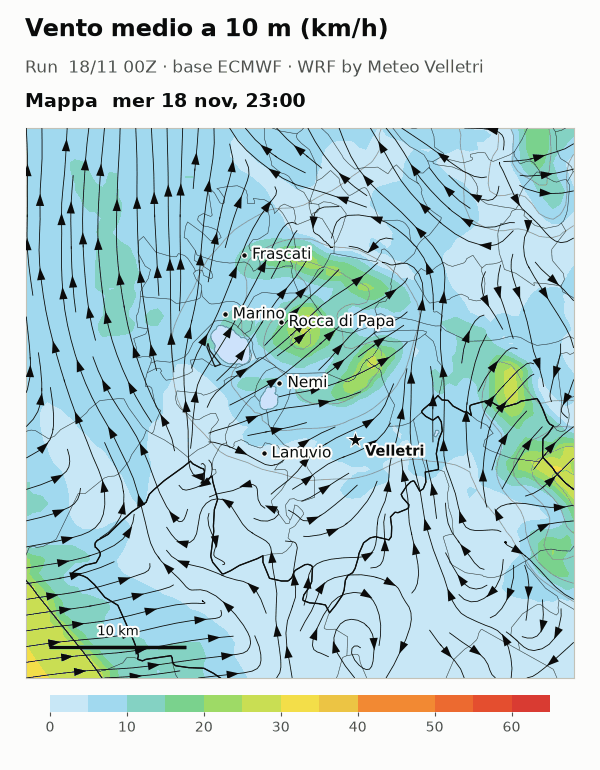 Vento medio a 10 m (km/h)
Run  18/11 00Z · base ECMWF · WRF by Meteo Velletri
Mappa  mer 18 nov, 23:00
Frascati
Marino
Rocca di Papa
Nemi
Lanuvio
Velletri
10 km
0 10 20 30 40 50 60